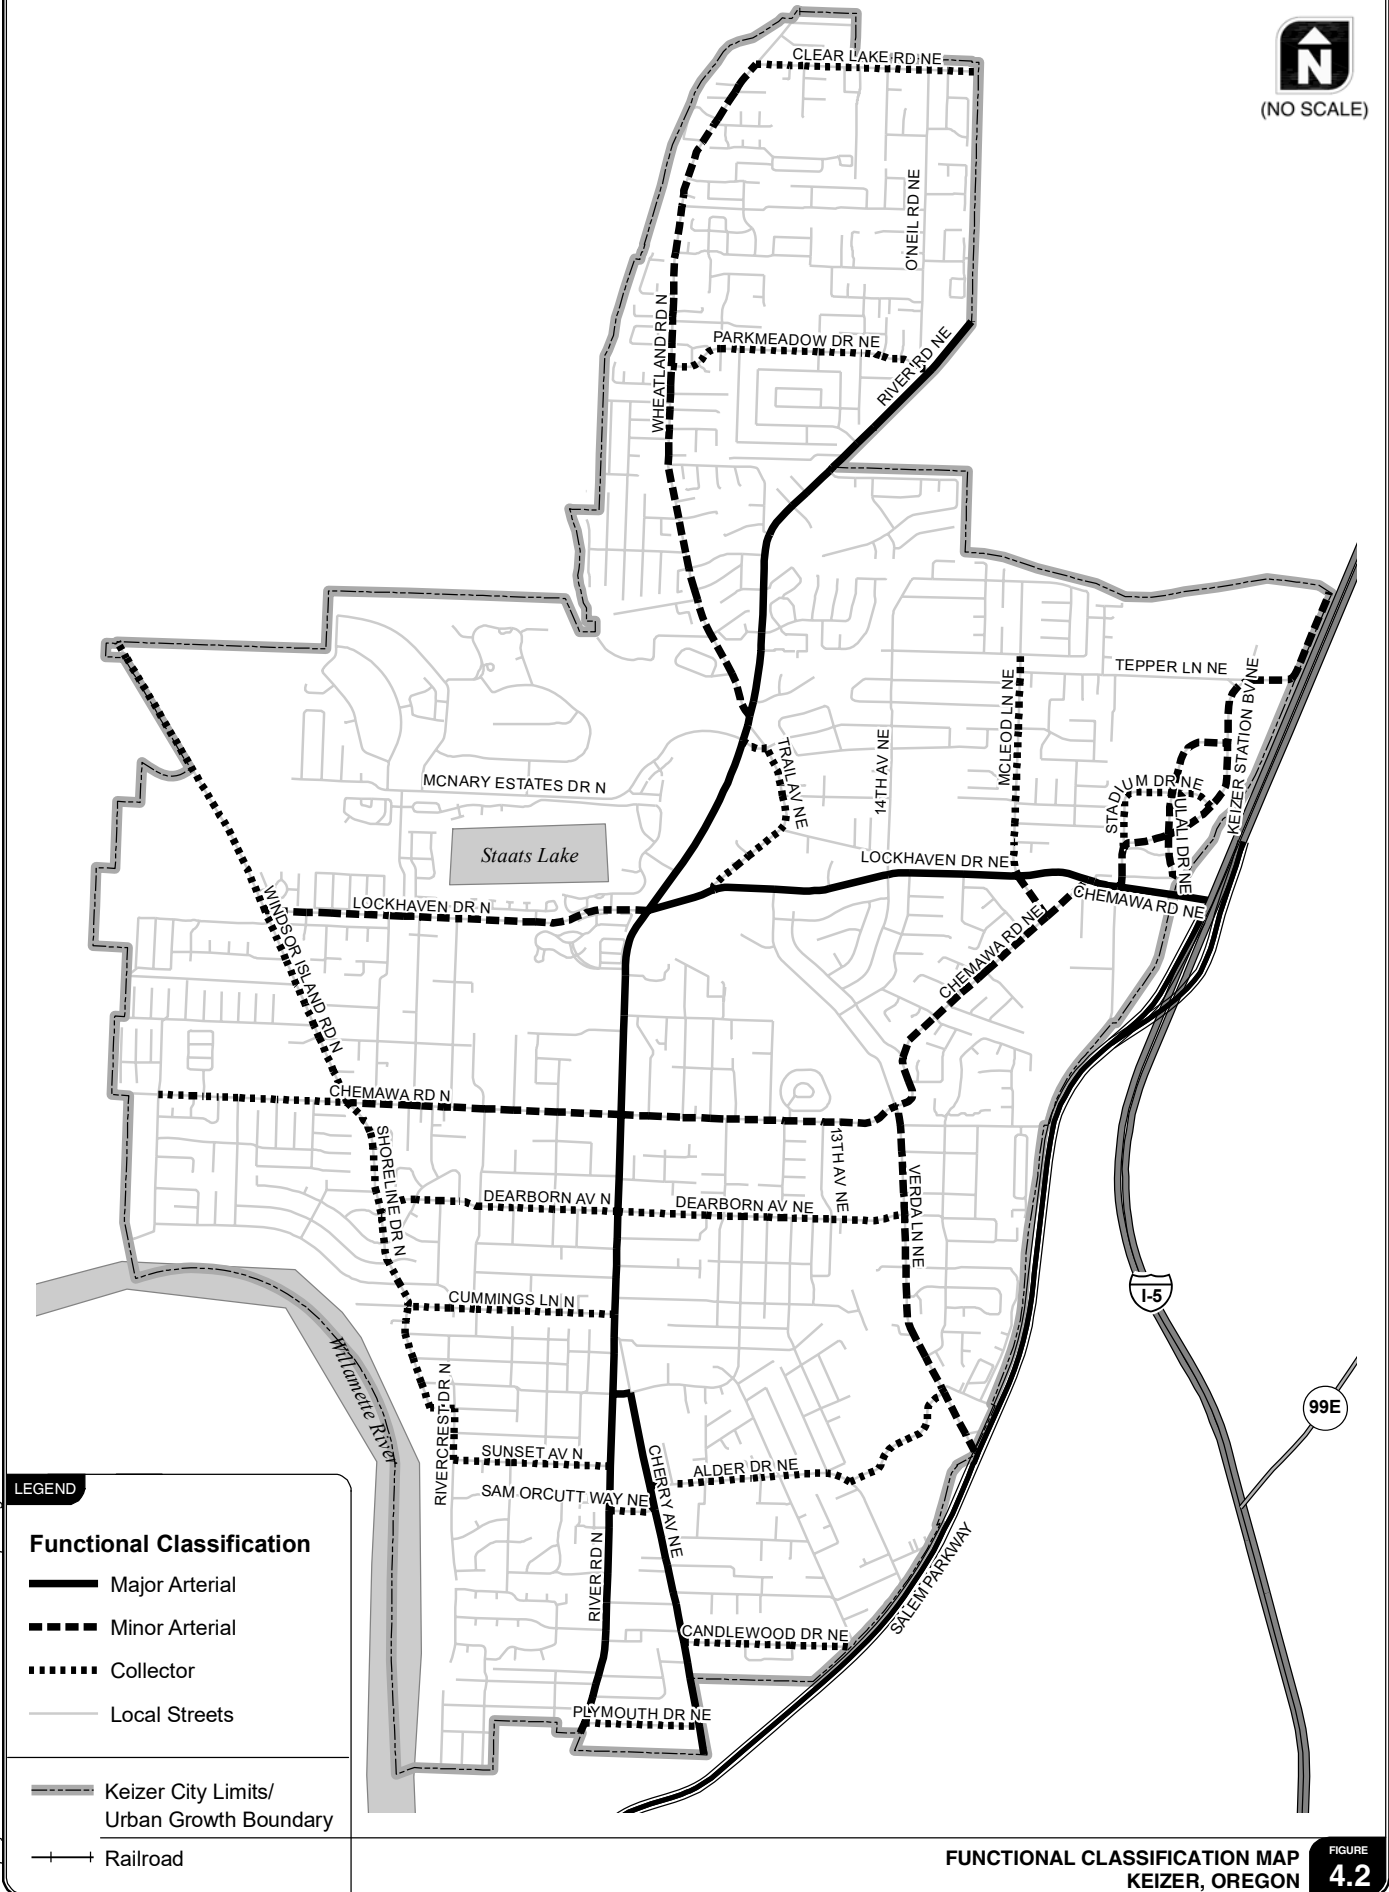 N
(NO SCALE)
CLEAR LAKE RD NE
O'NEIL RD NE
WHEATLAND RD N
PARKMEADOW DR NE
RIVER RD NE
TEPPER LN NE
KEIZER STATION BV NE
MCLEOD LN NE
TRAIL AV NE
14TH AV NE
MCNARY ESTATES DR N
STADIUM DR NE
ULALI DR NE
Staats Lake
LOCKHAVEN DR NE
CHEMAWA RD NE
LOCKHAVEN DR N
WINDSOR ISLAND RD N
CHEMAWA RD NE
CHEMAWA RD N
SHORELINE DR N
13TH AV NE
VERDA LN NE
DEARBORN AV N
DEARBORN AV NE
CUMMINGS LN N
I-5
Willamette River
RIVERCREST DR N
99E
SUNSET AV N
CHERRY AV NE
ALDER DR NE
SAM ORCUTT WAY NE
RIVER RD N
SALEM PARKWAY
CANDLEWOOD DR NE
PLYMOUTH DR NE
LEGEND
Functional Classification
Major Arterial
Minor Arterial
Collector
Local Streets
Keizer City Limits/
Urban Growth Boundary
Railroad
FUNCTIONAL CLASSIFICATION MAP
KEIZER, OREGON
FIGURE
4.2